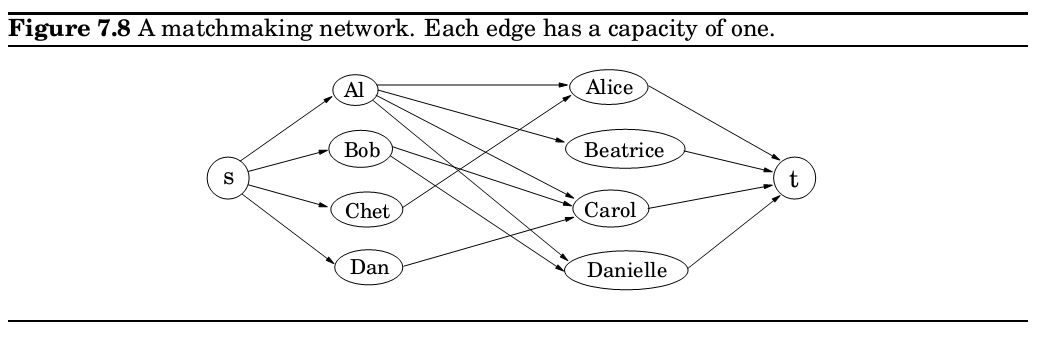 Figure 7.8 A matchmaking network. Each edge has a capacity of one.
Al
Alice
Bob
Beatrice
s
t
Chet
Carol
Dan
Danielle